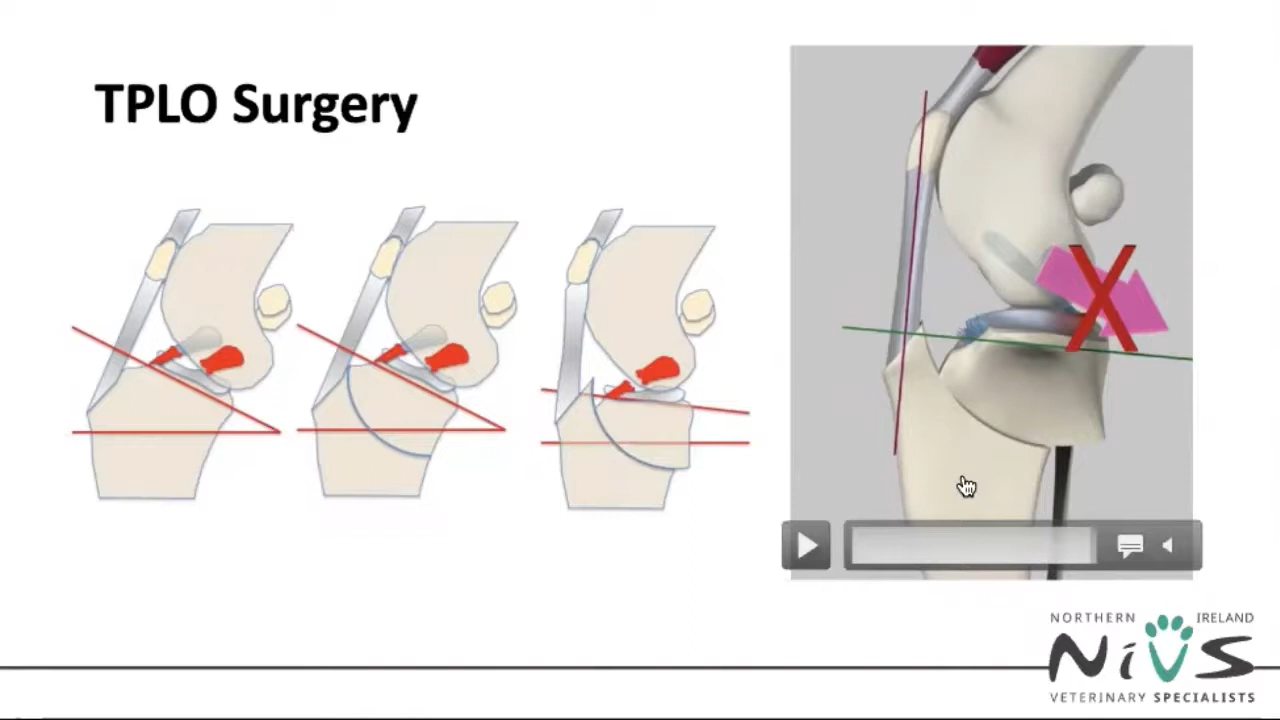 TPLO Surgery
X
NORTHERN IRELAND
NiVS
VETERINARY SPECIALISTS